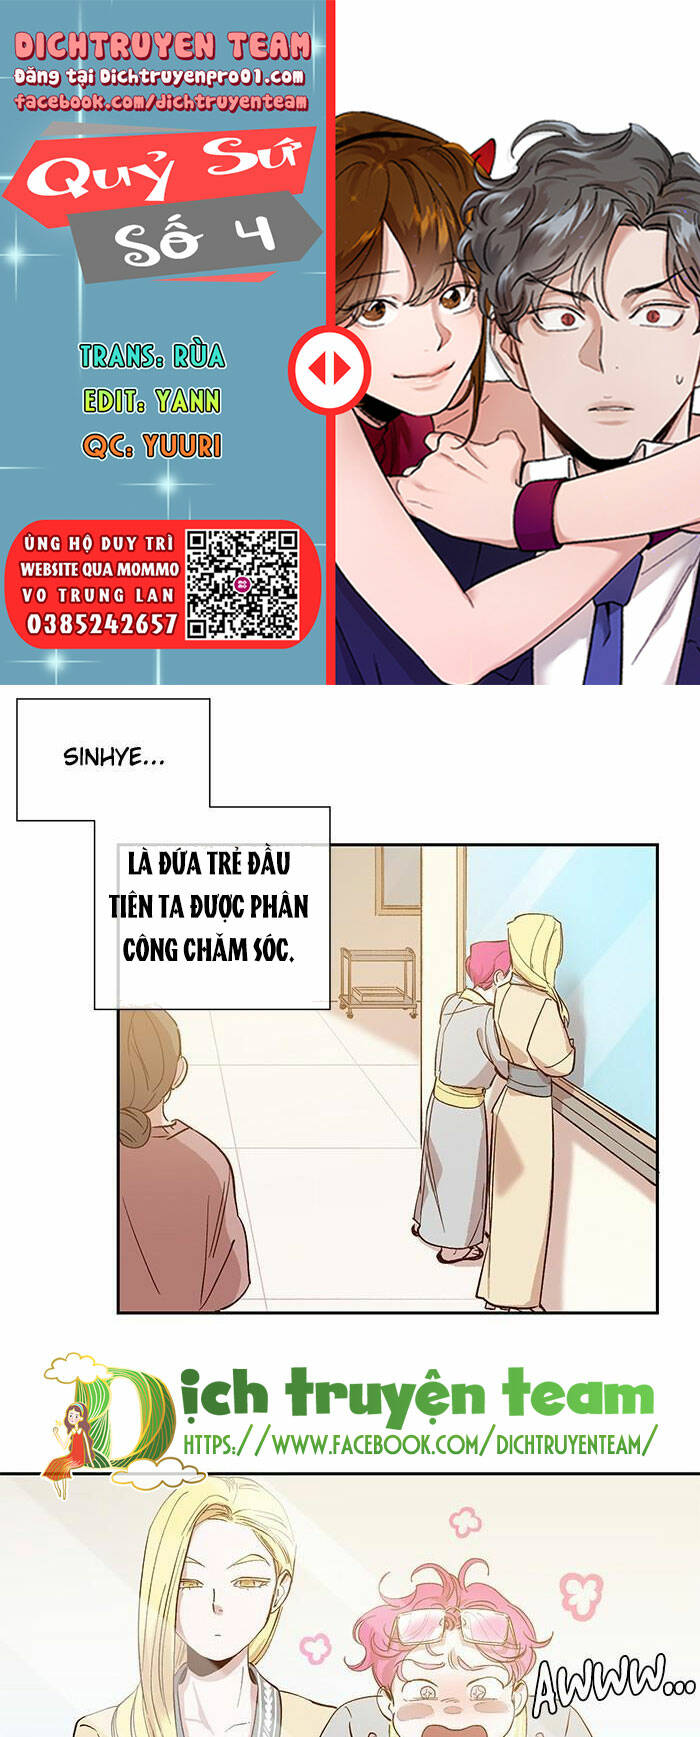 DICHTRUYEN TEAM
Đăng tại Dichtruyenpro01.com
facebook.com/dichtruyenteam
Quỷ Sứ
Số 4
TRANS: RÙA
EDIT: YANN
QC: YUURI
ỦNG HỘ DUY TRÌ
WEBSITE QUA MOMMO
VO TRUNG LAN
0385242657
SINHYE...
LÀ ĐỨA TRẺ ĐẦU
TIÊN TA ĐƯỢC PHÂN
CÔNG CHĂM SÓC.
Dịch truyện team
HTTPS://WWW.FACEBOOK.COM/DICHTRUYENTEAM/
AWWW...